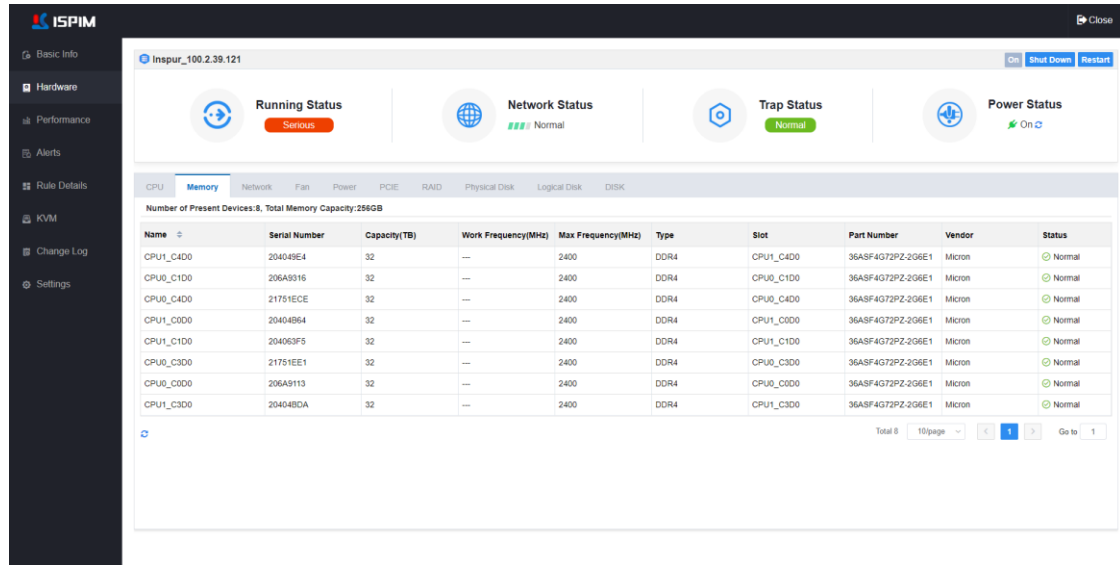 ISPIM
Close
Basic Info
Hardware
Performance
Alerts
Rule Details
KVM
Change Log
Settings
Inspur_100.2.39.121
On Shut Down Restart
Running Status
Serious
Network Status
Normal
Trap Status
Normal
Power Status
On
CPU Memory Network Fan Power PCIE RAID Physical Disk Logical Disk DISK
Number of Present Devices:8, Total Memory Capacity:256GB
Name Serial Number Capacity(TB) Work Frequency(MHz) Max Frequency(MHz) Type Slot Part Number Vendor Status
CPU1_C4D0 204049E4 32 --- 2400 DDR4 CPU1_C4D0 36ASF4G72PZ-2G6E1 Micron Normal
CPU0_C1D0 206A9316 32 --- 2400 DDR4 CPU0_C1D0 36ASF4G72PZ-2G6E1 Micron Normal
CPU0_C4D0 21751ECE 32 --- 2400 DDR4 CPU0_C4D0 36ASF4G72PZ-2G6E1 Micron Normal
CPU1_C0D0 20404B64 32 --- 2400 DDR4 CPU1_C0D0 36ASF4G72PZ-2G6E1 Micron Normal
CPU1_C1D0 204063F5 32 --- 2400 DDR4 CPU1_C1D0 36ASF4G72PZ-2G6E1 Micron Normal
CPU0_C3D0 21751EE1 32 --- 2400 DDR4 CPU0_C3D0 36ASF4G72PZ-2G6E1 Micron Normal
CPU0_C0D0 206A9113 32 --- 2400 DDR4 CPU0_C0D0 36ASF4G72PZ-2G6E1 Micron Normal
CPU1_C3D0 20404BDA 32 --- 2400 DDR4 CPU1_C3D0 36ASF4G72PZ-2G6E1 Micron Normal
Total 8 10/page < 1 > Go to 1